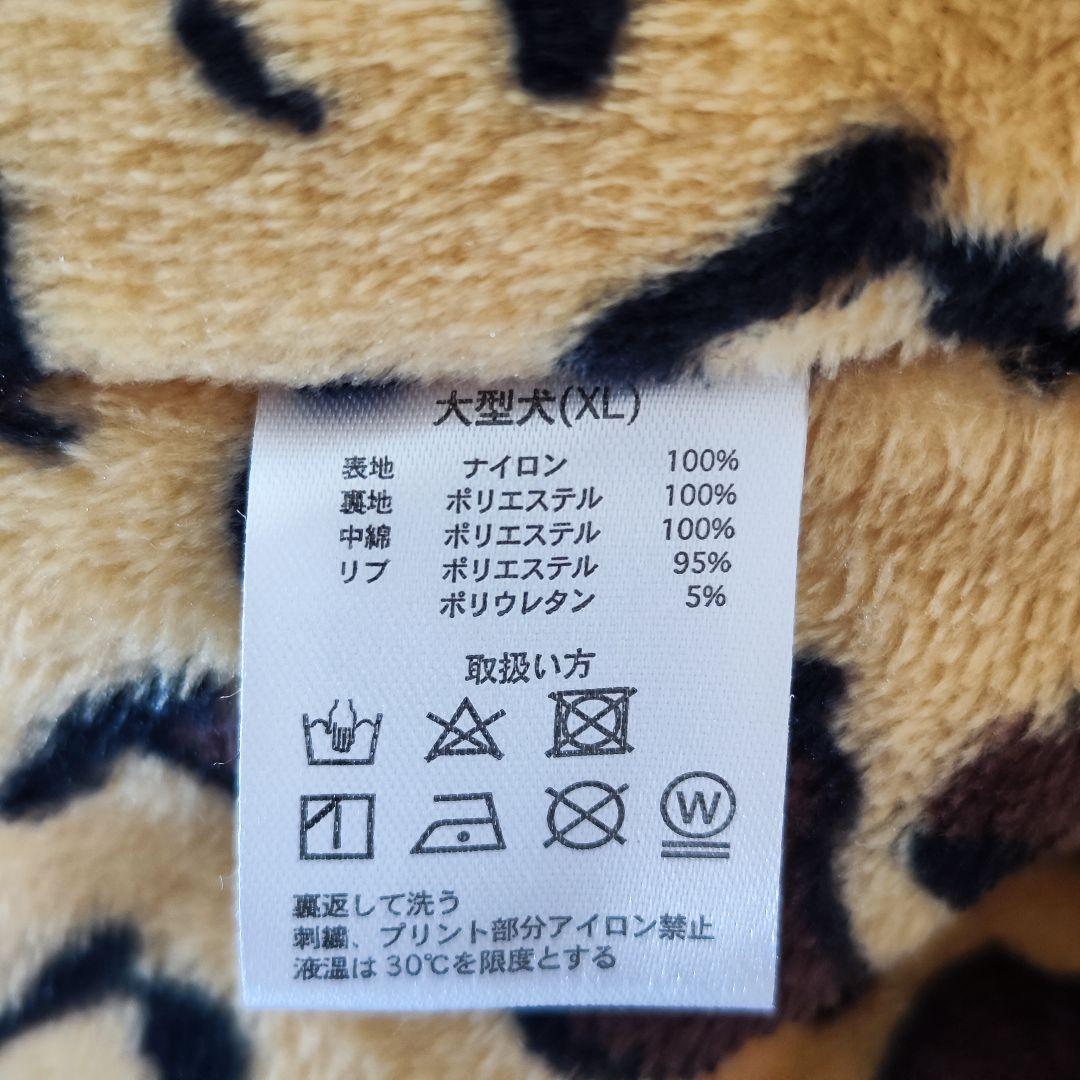 大型犬(XL)
表地 ナイロン 100%
裏地 ポリエステル 100%
中綿 ポリエステル 100%
リブ ポリエステル 95%
ポリウレタン 5%
取扱い方
W
裏返して洗う
刺繍、プリント部分アイロン禁止
液温は30℃を限度とする